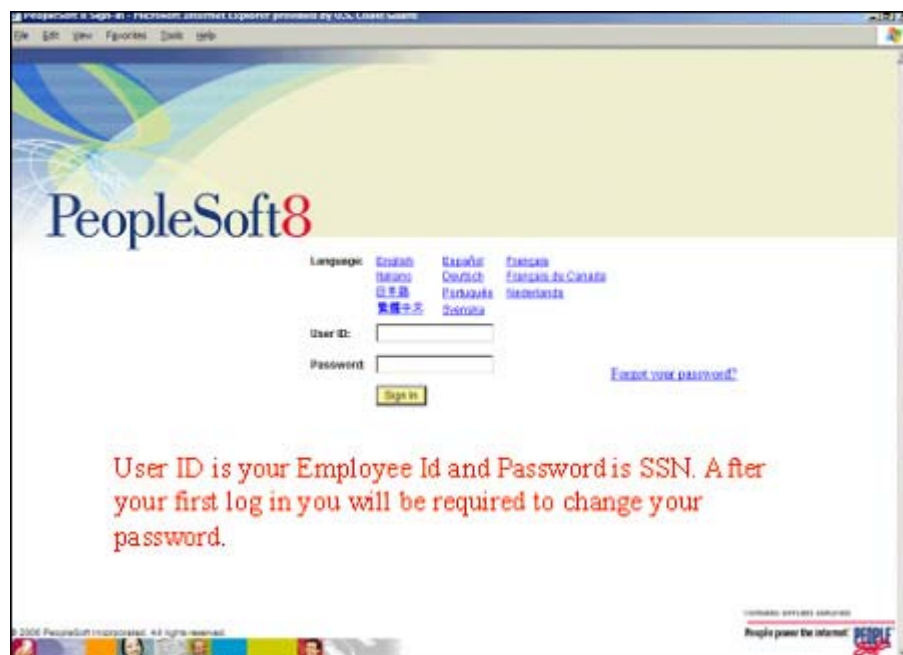 PeopleSoft 8 Sign-in - Microsoft Internet Explorer provided by U.S. Coast Guard
File Edit View Favorites Tools Help
PeopleSoft8
Language: English Español Français
Italiano Deutsch Français du Canada
日本語 Português Nederlands
繁體中文 Svenska
User ID:
Password:
Forgot your password?
Sign In
User ID is your Employee Id and Password is SSN. After
your first log in you will be required to change your
password.
People power the internet.
© 2000 PeopleSoft Incorporated. All rights reserved.
PEOPLE